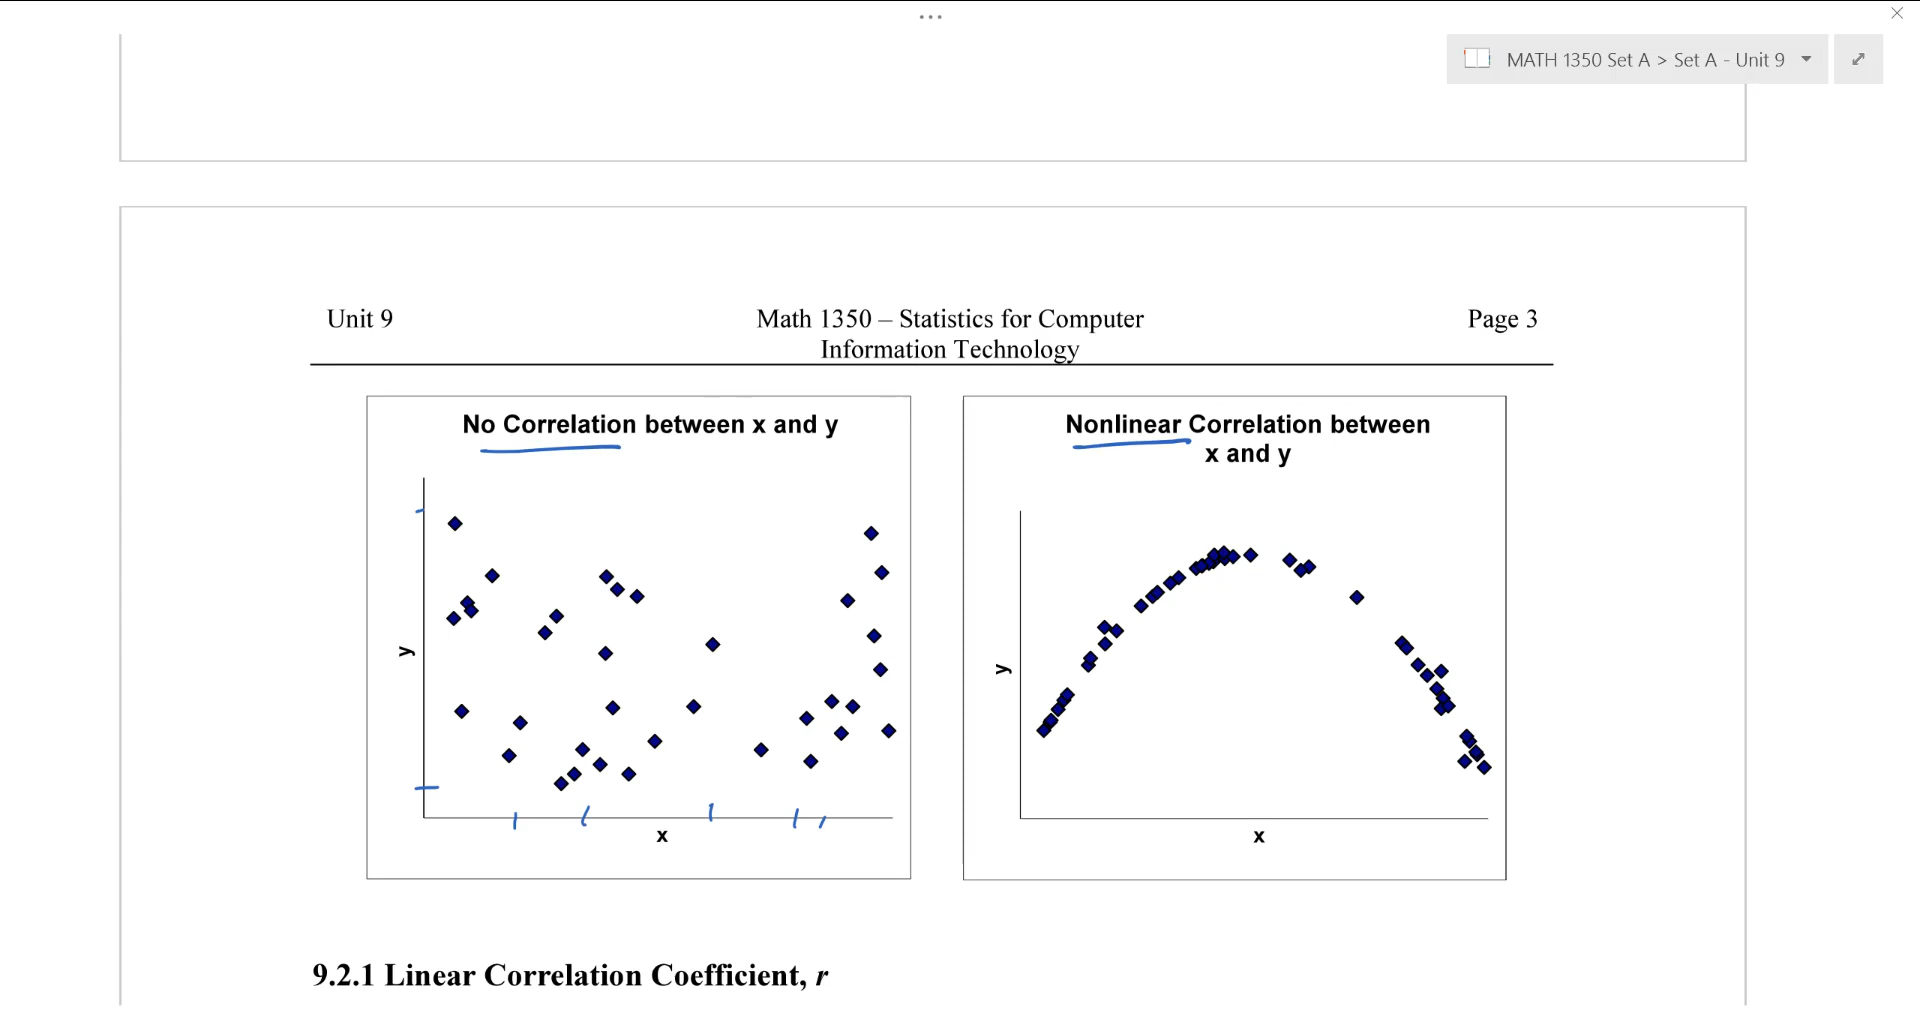 MATH 1350 Set A > Set A - Unit 9
Unit 9
Math 1350 – Statistics for Computer
Information Technology
Page 3
No Correlation between x and y
y
x
Nonlinear Correlation between
x and y
y
x
9.2.1 Linear Correlation Coefficient, r